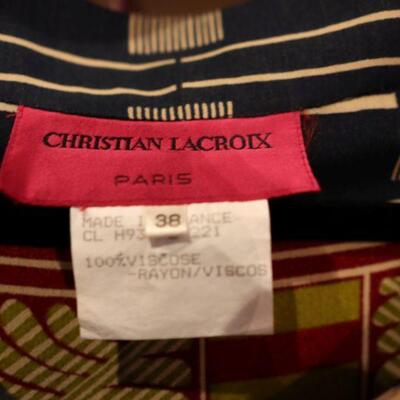 CHRISTIAN LACROIX
PARIS
38
MADE I ANCE-
CL H93 221
100%VISCOSE
-RAYON/VISCOS